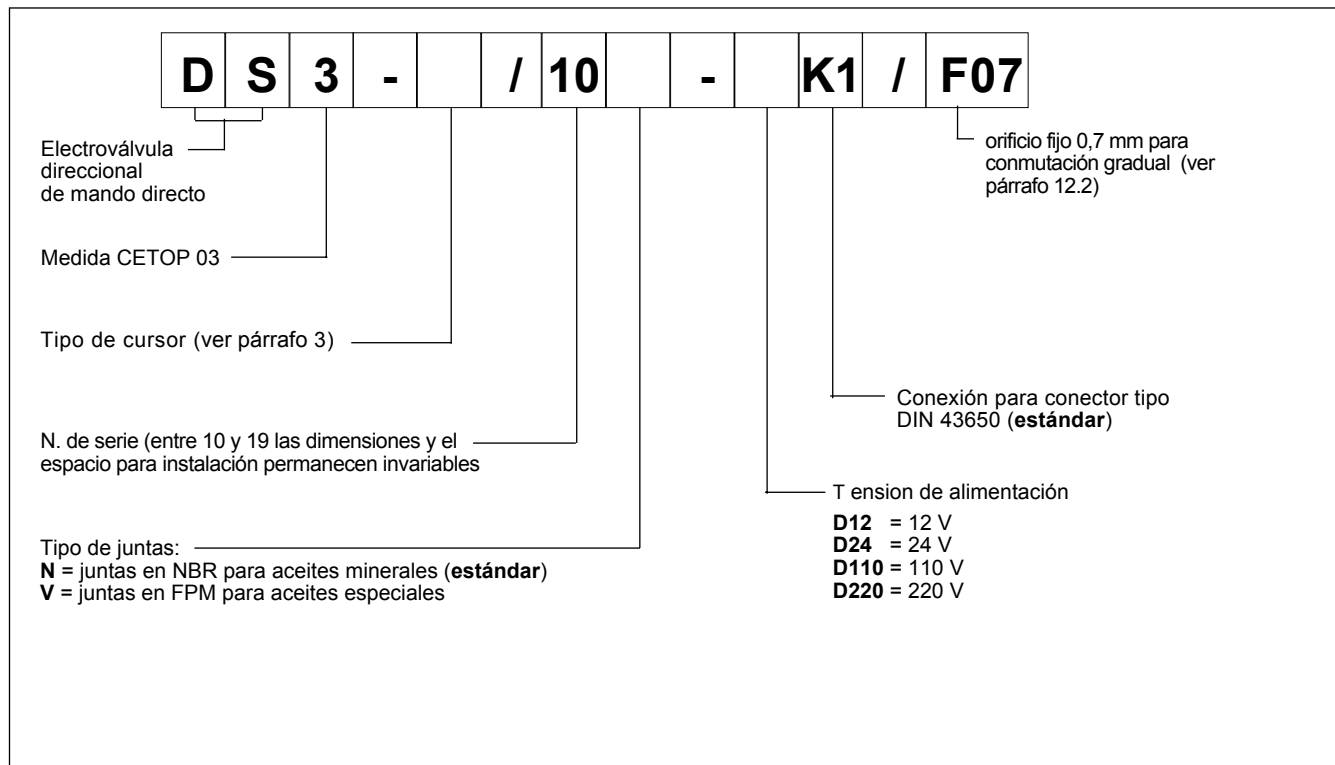 D S 3 - / 10 - K1 / F07
Electroválvula
direccional
de mando directo
orificio fijo 0,7 mm para
conmutación gradual (ver
párrafo 12.2)
Medida CETOP 03
Tipo de cursor (ver párrafo 3)
Conexión para conector tipo
DIN 43650 (estándar)
N. de serie (entre 10 y 19 las dimensiones y el
espacio para instalación permanecen invariables
T ension de alimentación
D12 = 12 V
D24 = 24 V
D110 = 110 V
D220 = 220 V
Tipo de juntas:
N = juntas en NBR para aceites minerales (estándar)
V = juntas en FPM para aceites especiales